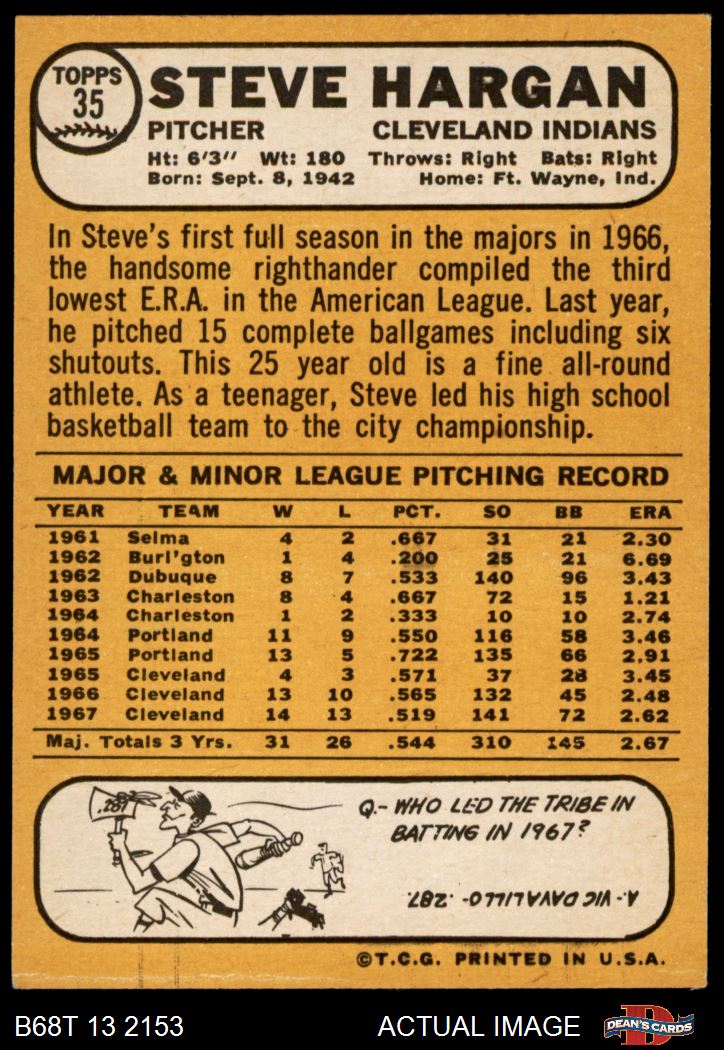 TOPPS
35
STEVE HARGAN
PITCHER CLEVELAND INDIANS
Ht: 6'3" Wt: 180 Throws: Right Bats: Right
Born: Sept. 8, 1942 Home: Ft. Wayne, Ind.
In Steve's first full season in the majors in 1966,
the handsome righthander compiled the third
lowest E.R.A. in the American League. Last year,
he pitched 15 complete ballgames including six
shutouts. This 25 year old is a fine all-round
athlete. As a teenager, Steve led his high school
basketball team to the city championship.
MAJOR & MINOR LEAGUE PITCHING RECORD
YEAR TEAM W L PCT. SO BB ERA
1961 Selma 4 2 .667 31 21 2.30
1962 Burl'gton 1 4 .200 25 21 6.69
1962 Dubuque 8 7 .533 140 96 3.43
1963 Charleston 8 4 .667 72 15 1.21
1964 Charleston 1 2 .333 10 10 2.74
1964 Portland 11 9 .550 116 58 3.46
1965 Portland 13 5 .722 135 66 2.91
1965 Cleveland 4 3 .571 37 28 3.45
1966 Cleveland 13 10 .565 132 45 2.48
1967 Cleveland 14 13 .519 141 72 2.62
Maj. Totals 3 Yrs. 31 26 .544 310 145 2.67
.287
Q.- WHO LED THE TRIBE IN
BATTING IN 1967?
A.- VIC DAVALILLO- .287.
©T.C.G. PRINTED IN U.S.A.
B68T 13 2153 ACTUAL IMAGE
D
DEAN'S CARDS